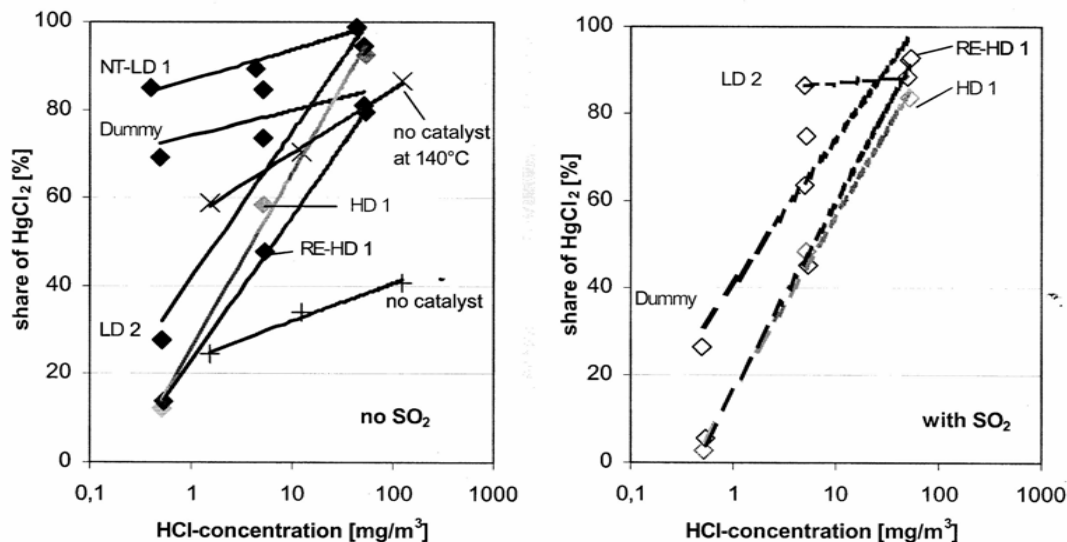 100
80
60
40
20
0
share of HgCl₂ [%]
NT-LD 1
Dummy
no catalyst
at 140°C
HD 1
RE-HD 1
no catalyst
LD 2
no SO₂
0,1 1 10 100 1000
HCl-concentration [mg/m³]
100
80
60
40
20
0
share of HgCl₂ [%]
RE-HD 1
LD 2
HD 1
Dummy
with SO₂
0,1 1 10 100 1000
HCl-concentration [mg/m³]